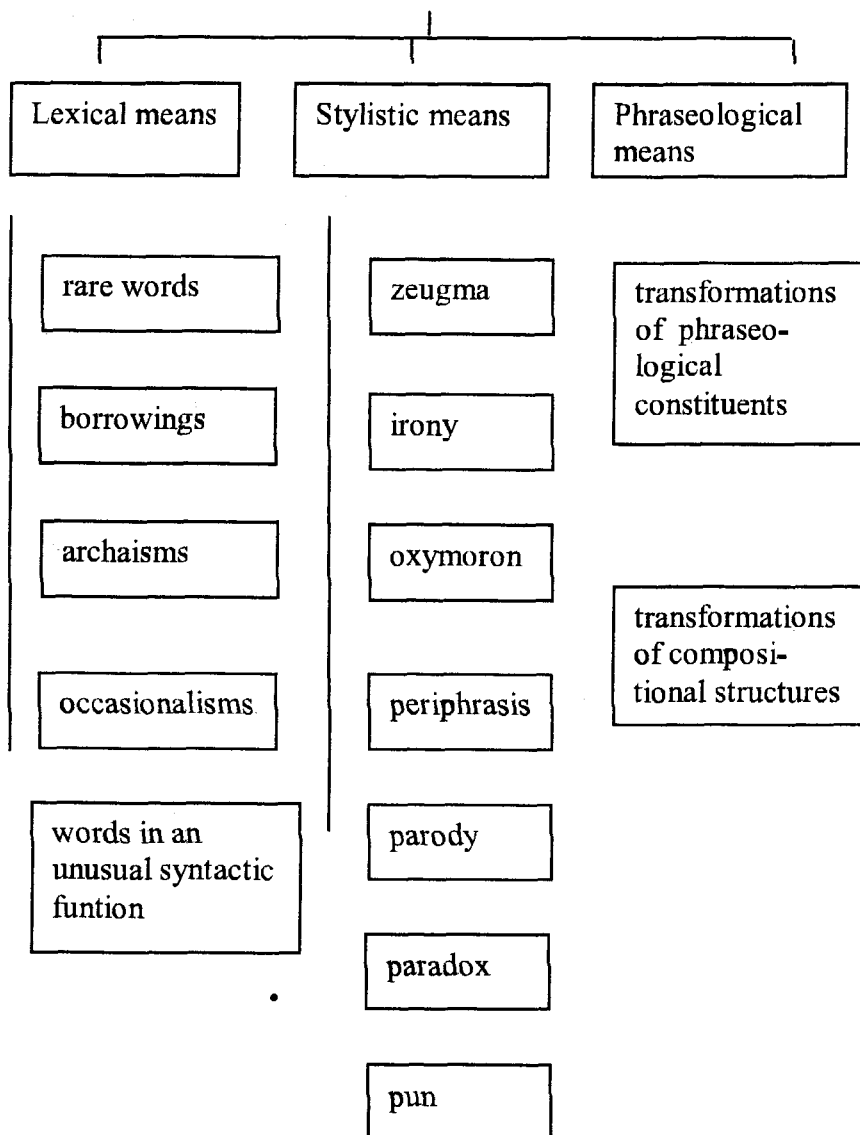 Lexical means
Stylistic means
Phraseological
means
rare words
borrowings
archaisms
occasionalisms
words in an
unusual syntactic
funtion
zeugma
irony
oxymoron
periphrasis
parody
paradox
pun
transformations
of phraseo-
logical
constituents
transformations
of composi-
tional structures